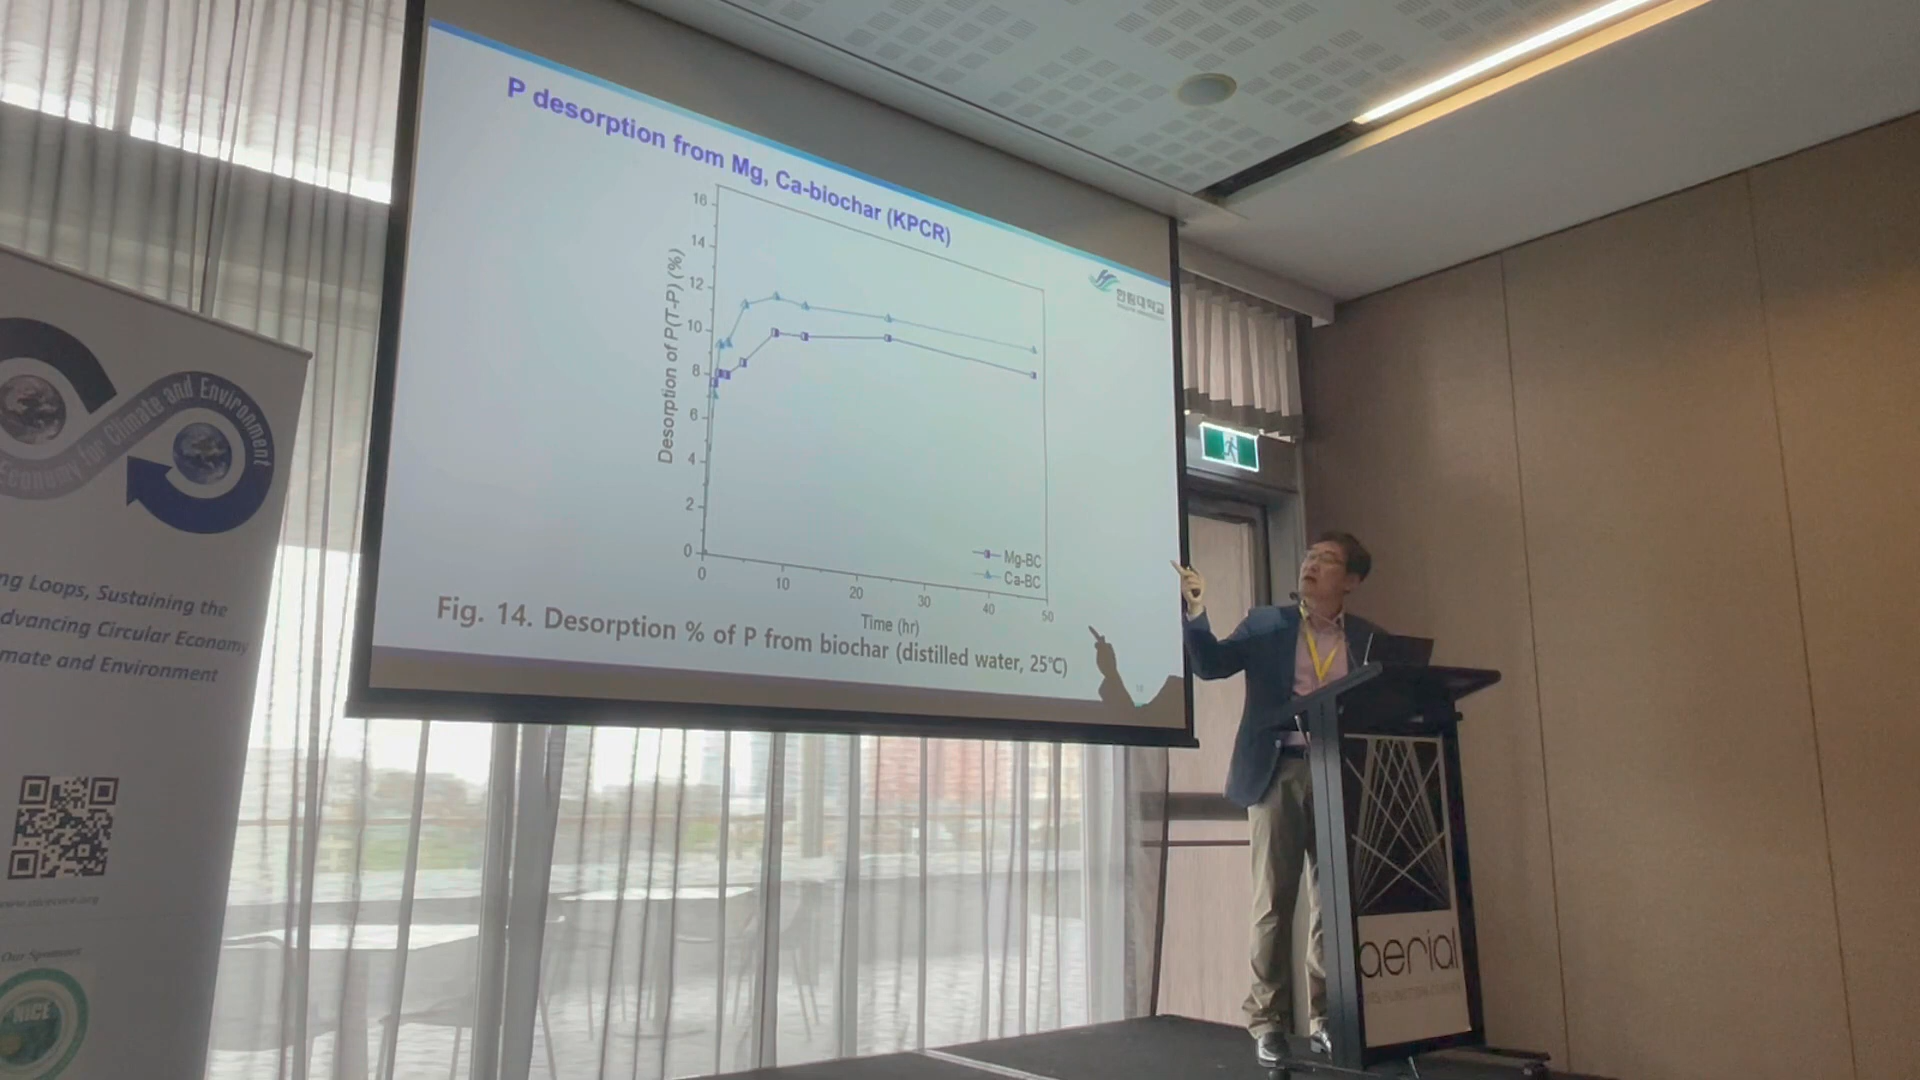 P desorption from Mg, Ca-biochar (KPCR)
한림대학교
Desorption of P(T-P) (%)
16
14
12
10
8
6
4
2
0
0
10
20
30
40
50
Time (hr)
Mg-BC
Ca-BC
Fig. 14. Desorption % of P from biochar (distilled water, 25℃)
Economy for Climate and Environment
ng Loops, Sustaining the
dvancing Circular Economy
mate and Environment
Our Sponsor
NICE
aerial